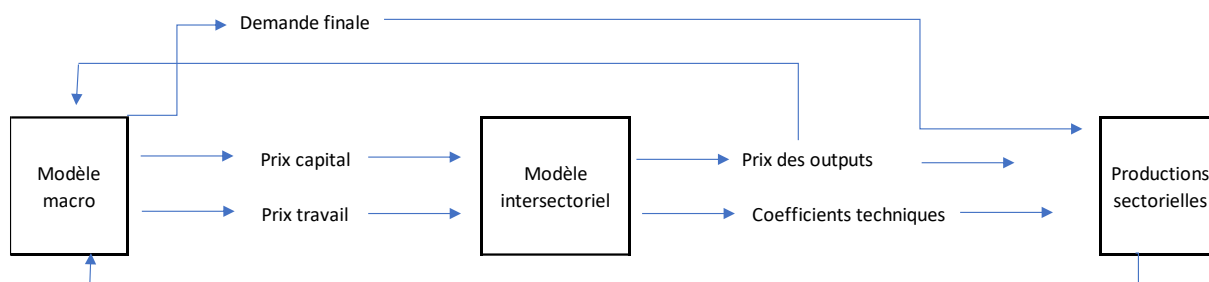 Demande finale
Modèle
macro
Prix capital
Prix travail
Modèle
intersectoriel
Prix des outputs
Coefficients techniques
Productions
sectorielles